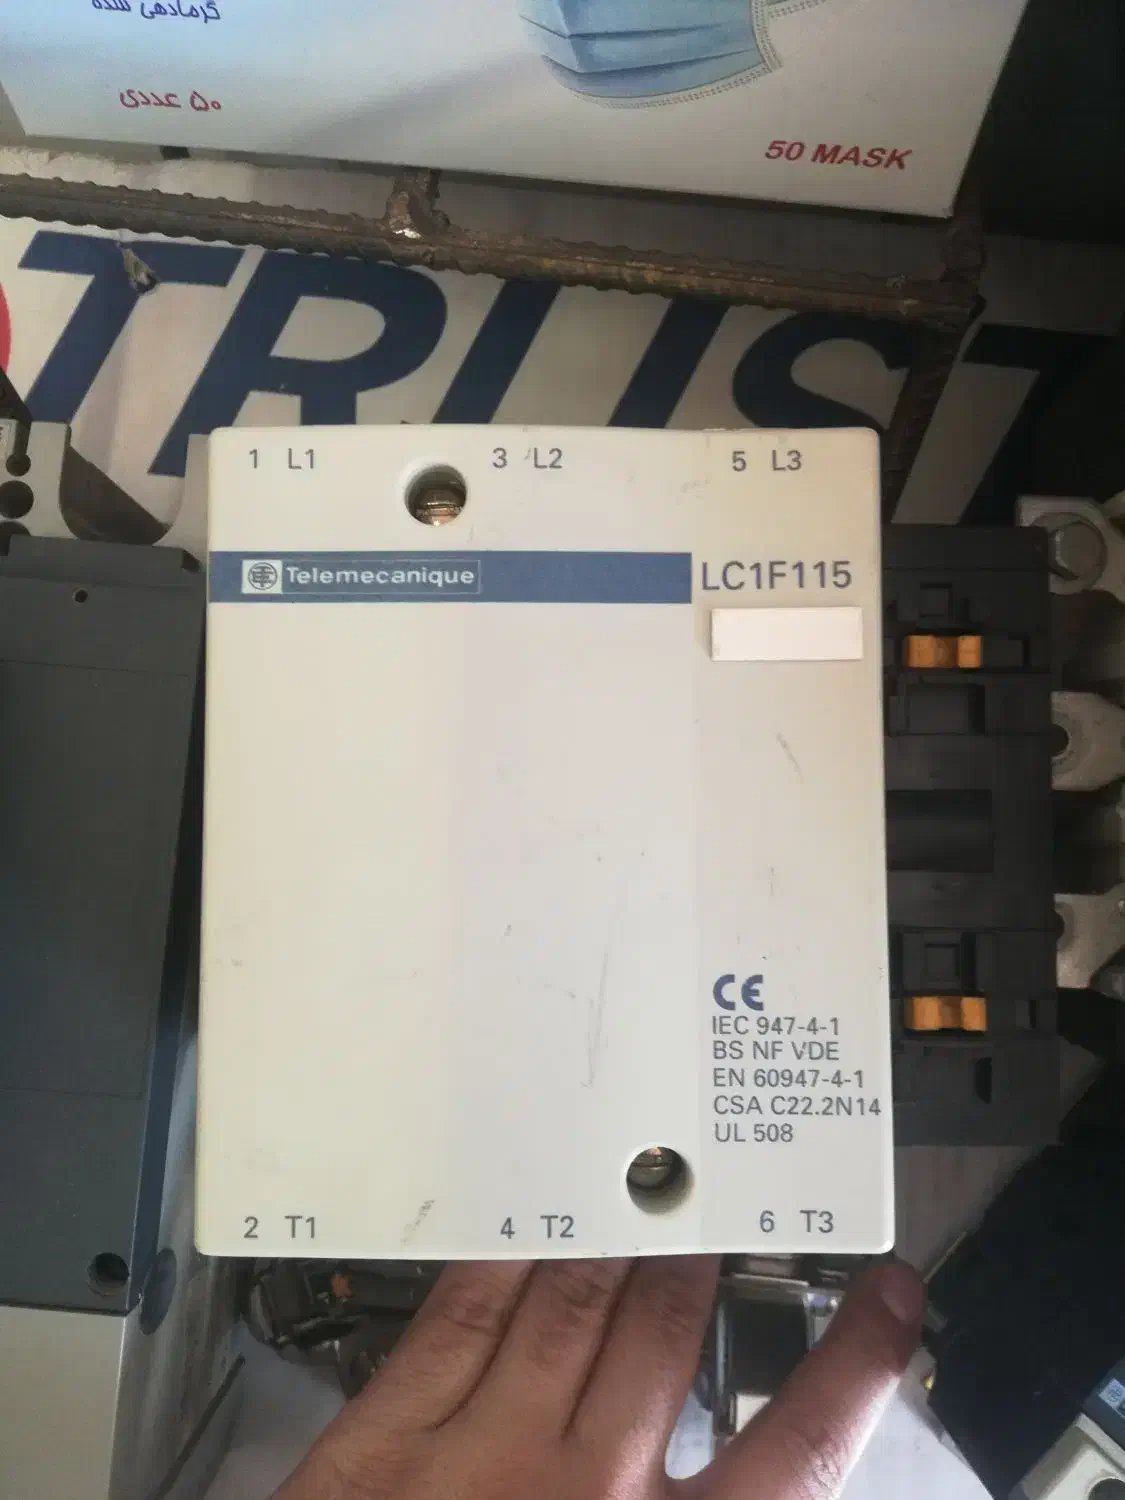 گرمادهی شده
۵۰ عددی
50 MASK
TRUST
1 L1 3 L2 5 L3
Telemecanique
LC1F115
CE
IEC 947-4-1
BS NF VDE
EN 60947-4-1
CSA C22.2N14
UL 508
2 T1 4 T2 6 T3